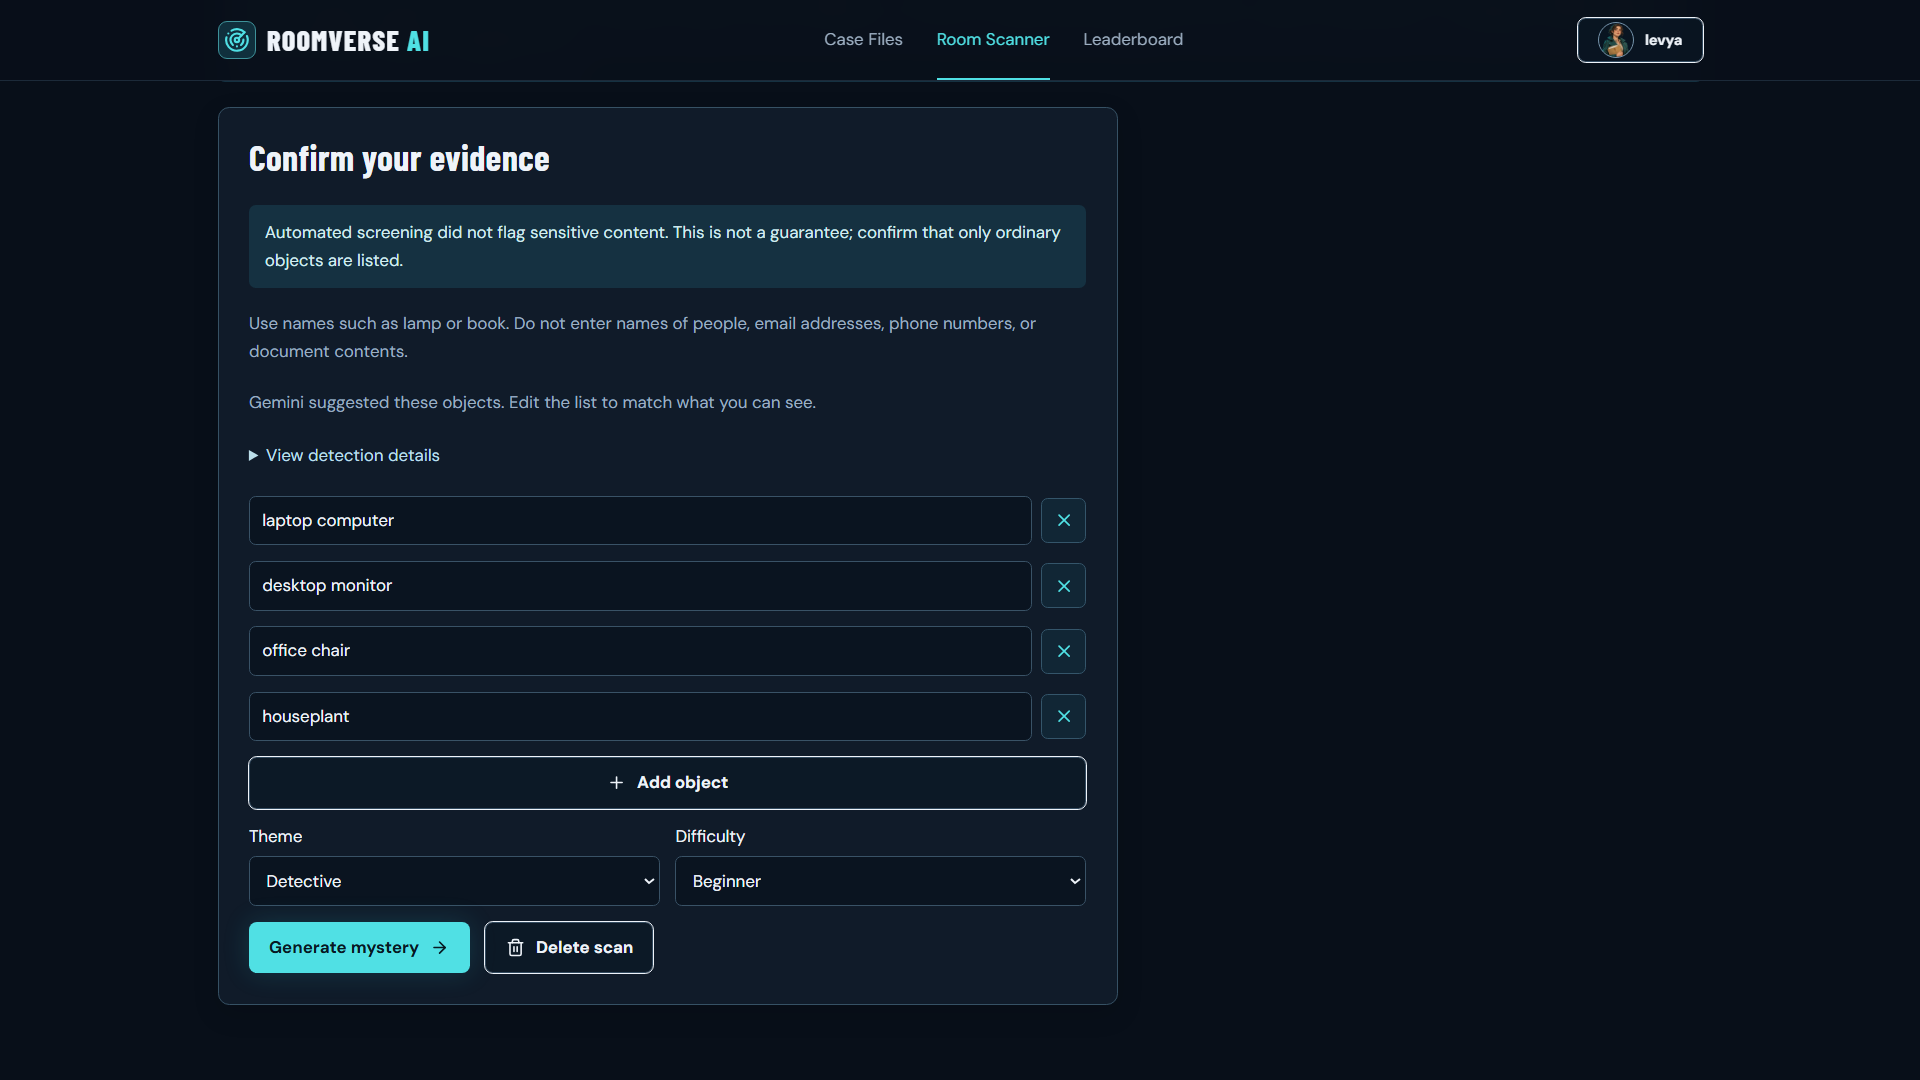 ROOMVERSE AI
Case Files
Room Scanner
Leaderboard
levya
Confirm your evidence
Automated screening did not flag sensitive content. This is not a guarantee; confirm that only ordinary
objects are listed.
Use names such as lamp or book. Do not enter names of people, email addresses, phone numbers, or
document contents.
Gemini suggested these objects. Edit the list to match what you can see.
View detection details
laptop computer
desktop monitor
office chair
houseplant
Add object
Theme
Difficulty
Detective
Beginner
Generate mystery
Delete scan